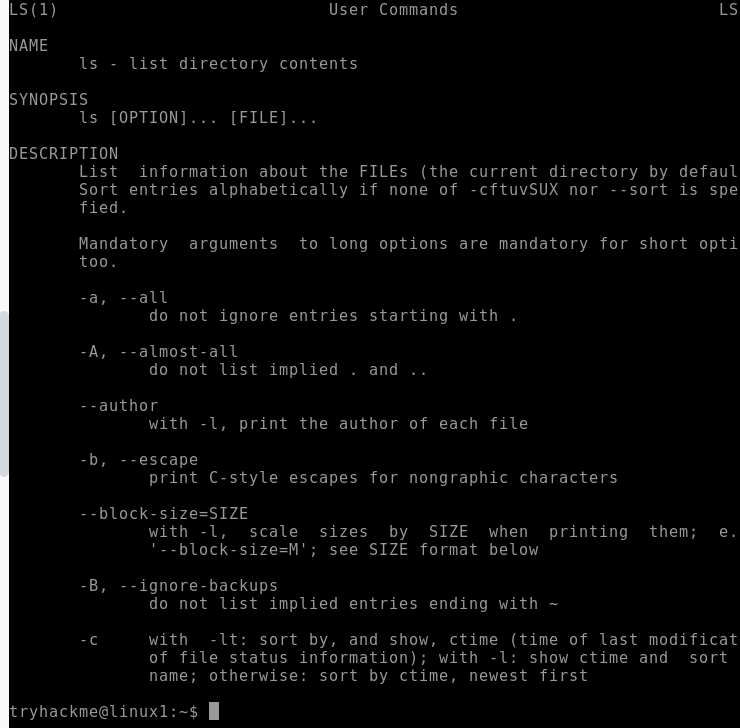 LS(1) User Commands LS
NAME
ls - list directory contents
SYNOPSIS
ls [OPTION]... [FILE]...
DESCRIPTION
List information about the FILEs (the current directory by defaul
Sort entries alphabetically if none of -cftuvSUX nor --sort is spe
fied.
Mandatory arguments to long options are mandatory for short opti
too.
-a, --all
do not ignore entries starting with .
-A, --almost-all
do not list implied . and ..
--author
with -l, print the author of each file
-b, --escape
print C-style escapes for nongraphic characters
--block-size=SIZE
with -l, scale sizes by SIZE when printing them; e.
'--block-size=M'; see SIZE format below
-B, --ignore-backups
do not list implied entries ending with ~
-c with -lt: sort by, and show, ctime (time of last modificat
of file status information); with -l: show ctime and sort
name; otherwise: sort by ctime, newest first
tryhackme@linux1:~$